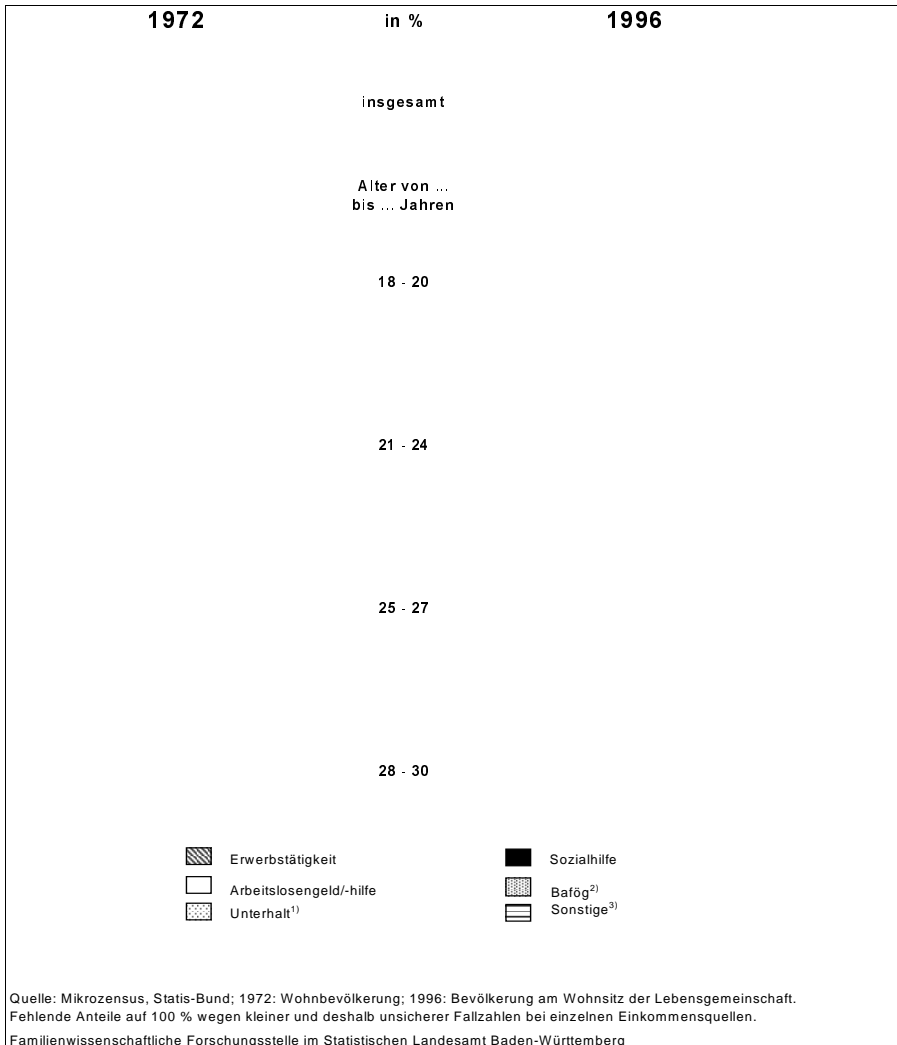 1972 in % 1996
insgesamt
Alter von ...
bis ... Jahren
18 - 20
21 - 24
25 - 27
28 - 30
Erwerbstätigkeit Sozialhilfe
Arbeitslosengeld/-hilfe Bafög2)
Unterhalt1) Sonstige3)
Quelle: Mikrozensus, Statis-Bund; 1972: Wohnbevölkerung; 1996: Bevölkerung am Wohnsitz der Lebensgemeinschaft.
Fehlende Anteile auf 100 % wegen kleiner und deshalb unsicherer Fallzahlen bei einzelnen Einkommensquellen.
Familienwissenschaftliche Forschungsstelle im Statistischen Landesamt Baden-Württemberg